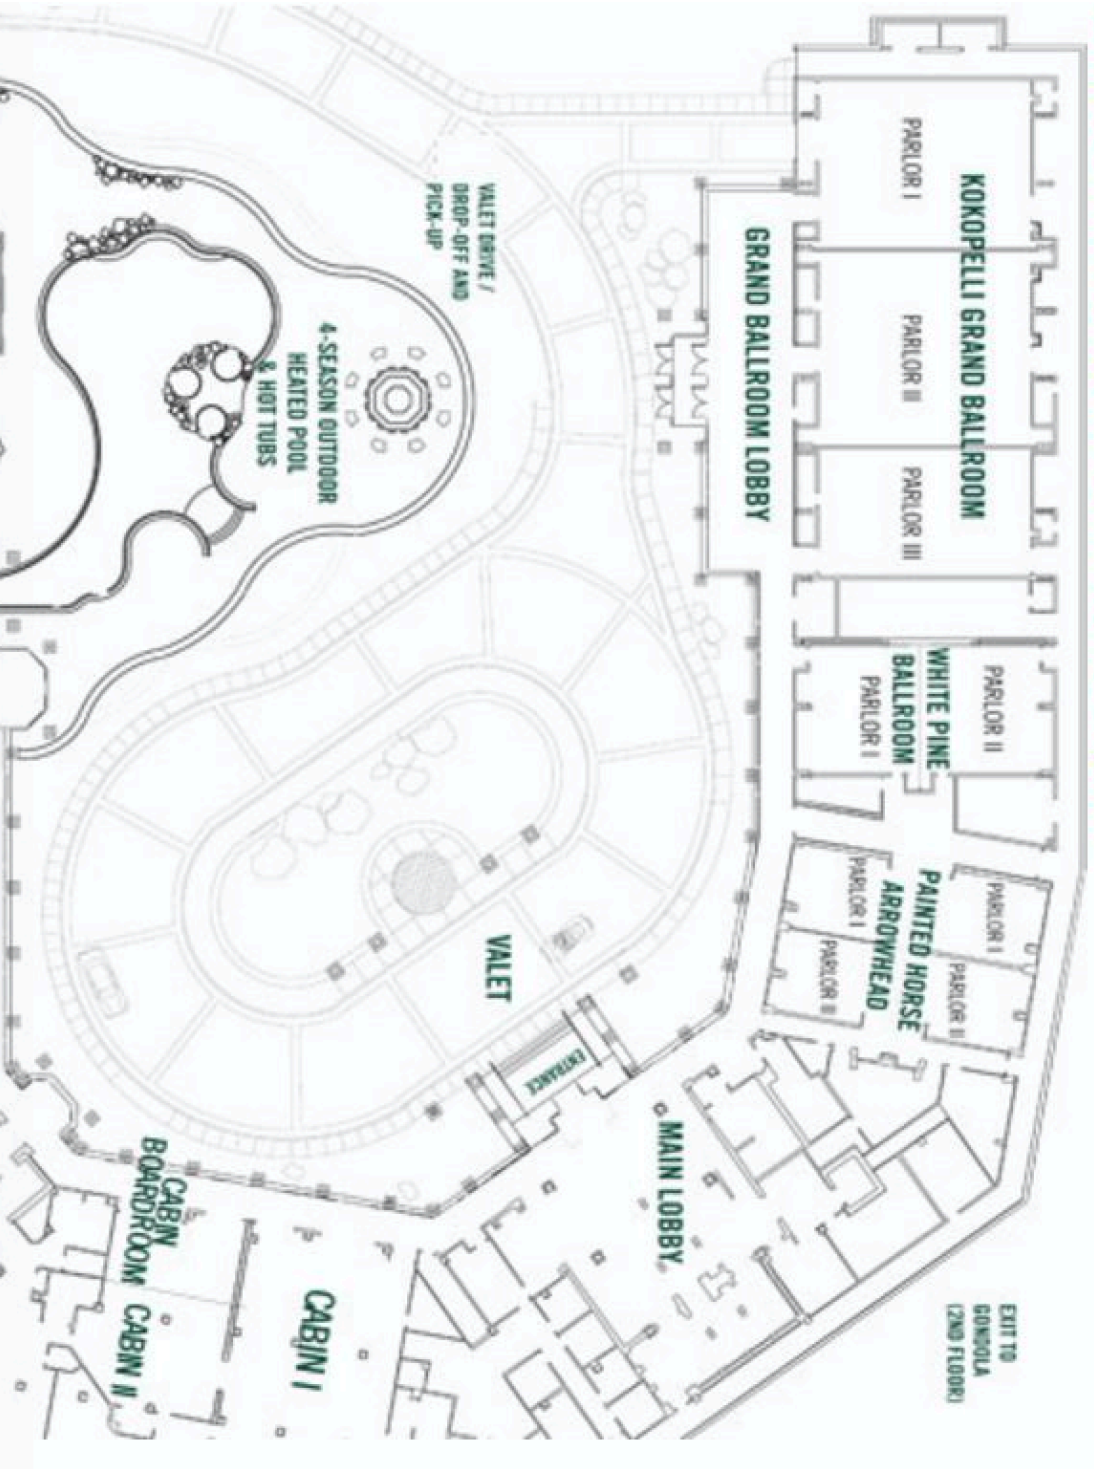 KOKOPELLI GRAND BALLROOM
PARLOR I
PARLOR II
PARLOR III
GRAND BALLROOM LOBBY
VALET DRIVE /
DROP-OFF AND
PICK-UP
4-SEASON OUTDOOR
HEATED POOL
& HOT TUBS
WHITE PINE
BALLROOM
PARLOR II
PARLOR I
PAINTED HORSE
PARLOR I
PARLOR II
ARROWHEAD
PARLOR I
PARLOR II
VALET
ENTRANCE
MAIN LOBBY
EXIT TO
GONDOLA
(2ND FLOOR)
CABIN
BOARDROOM
CABIN I
CABIN II